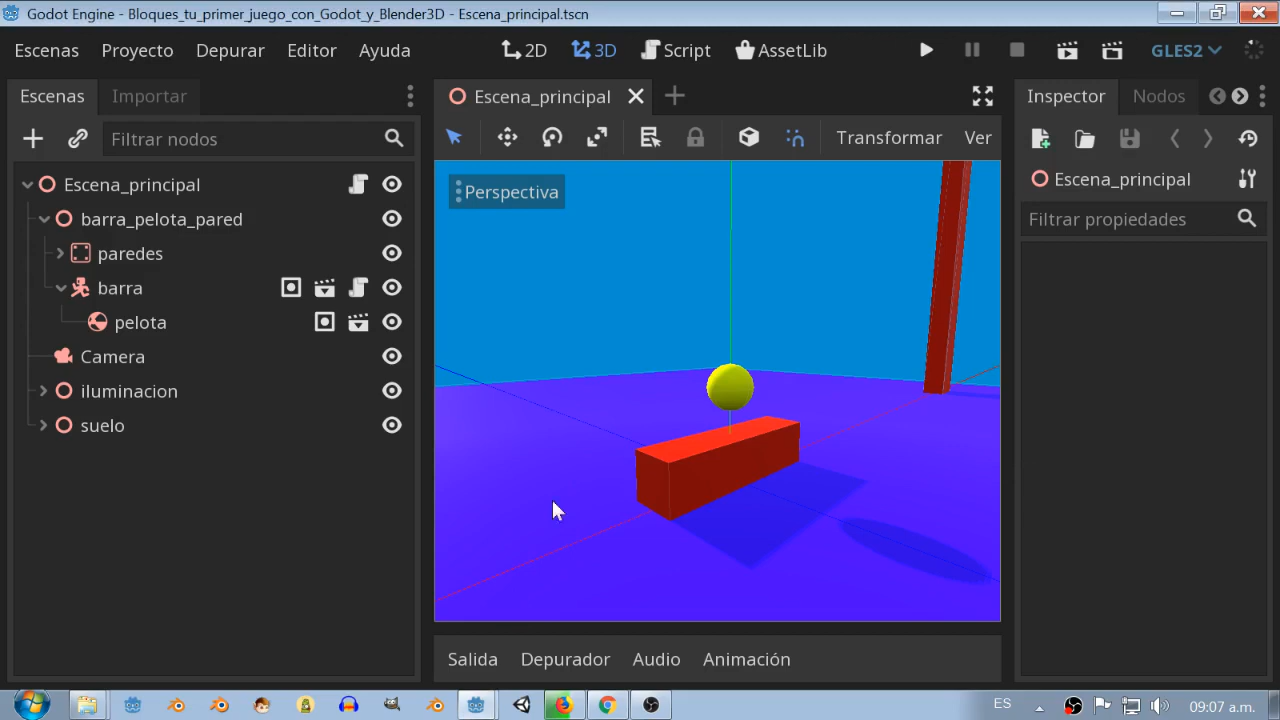 Godot Engine - Bloques_tu_primer_juego_con_Godot_y_Blender3D - Escena_principal.tscn
Escenas Proyecto Depurar Editor Ayuda 2D 3D Script AssetLib GLES2
Escenas Importar Escena_principal Inspector Nodos
Filtrar nodos Transformar Ver
Escena_principal Perspectiva Escena_principal
barra_pelota_pared Filtrar propiedades
paredes
barra
pelota
Camera
iluminacion
suelo
Salida Depurador Audio Animación
ES 09:07 a.m.